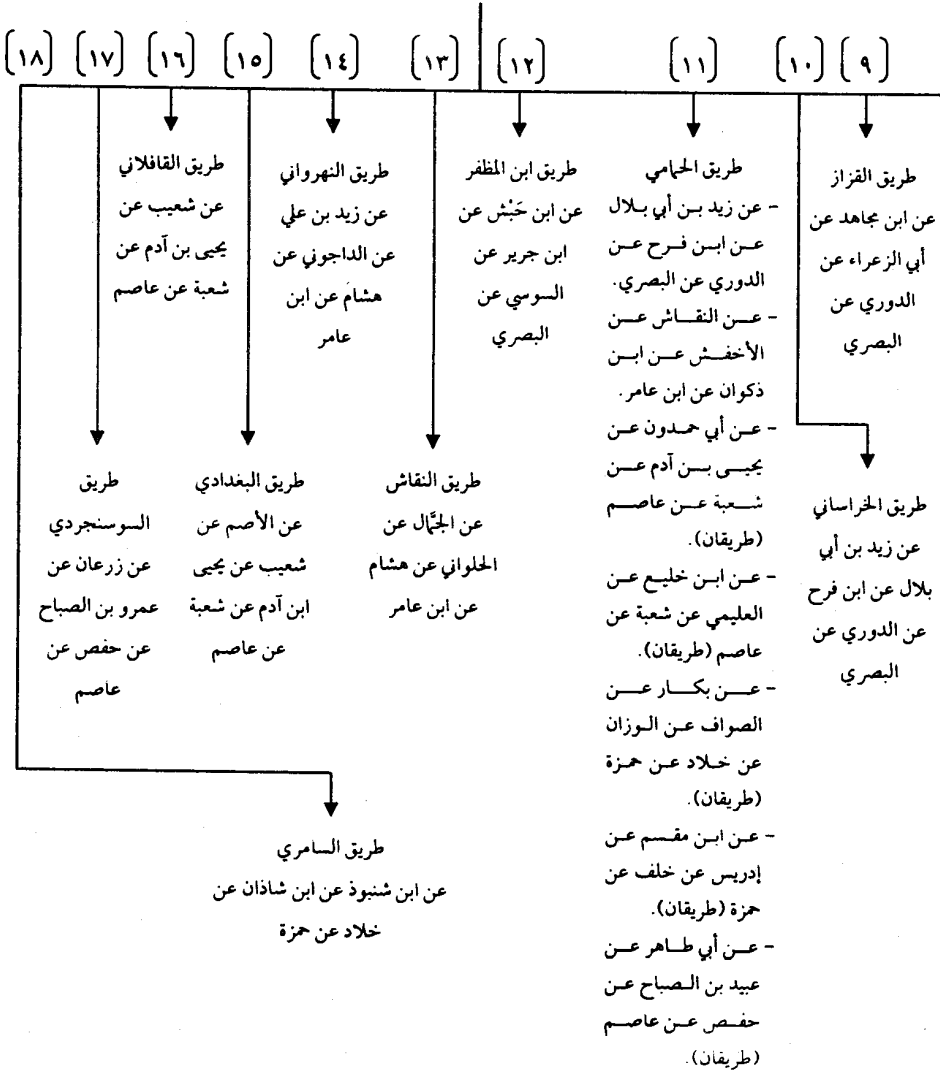 [٩] [١٠] [١١] [١٢] [١٣] [١٤] [١٥] [١٦] [١٧] [١٨]
طريق القزاز
عن ابن مجاهد عن
أبي الزعراء عن
الدوري عن
البصري
طريق الخراساني
عن زيد بن أبي
بلال عن ابن فرح
عن الدوري عن
البصري
طريق الحمامي
- عن زيد بن أبي بلال
عن ابن فرح عن
الدوري عن البصري.
- عن النقاش عن
الأخفش عن ابن
ذكوان عن ابن عامر.
- عن أبي حمدون عن
يحيى بن آدم عن
شعبة عن عاصم
(طريقان).
- عن ابن خليع عن
العليمي عن شعبة عن
عاصم (طريقان).
- عن بكار عن
الصواف عن الوزان
عن خلاد عن حمزة
(طريقان).
- عن ابن مقسم عن
إدريس عن خلف عن
حمزة (طريقان).
- عن أبي طاهر عن
عبيد بن الصباح عن
حفص عن عاصم
(طريقان).
طريق ابن المظفر
عن ابن حَبْش عن
ابن جرير عن
السوسي عن
البصري
طريق النقاش
عن الجمَّال عن
الحلواني عن هشام
عن ابن عامر
طريق النهرواني
عن زيد بن علي
عن الداجوني عن
هشام عن ابن
عامر
طريق البغدادي
عن الأصم عن
شعيب عن يحيى
ابن آدم عن شعبة
عن عاصم
طريق القافلاني
عن شعيب عن
يحيى بن آدم عن
شعبة عن عاصم
طريق
السوسنجردي
عن زرعان عن
عمرو بن الصباح
عن حفص عن
عاصم
طريق السامري
عن ابن شنبوذ عن ابن شاذان عن
خلاد عن حمزة